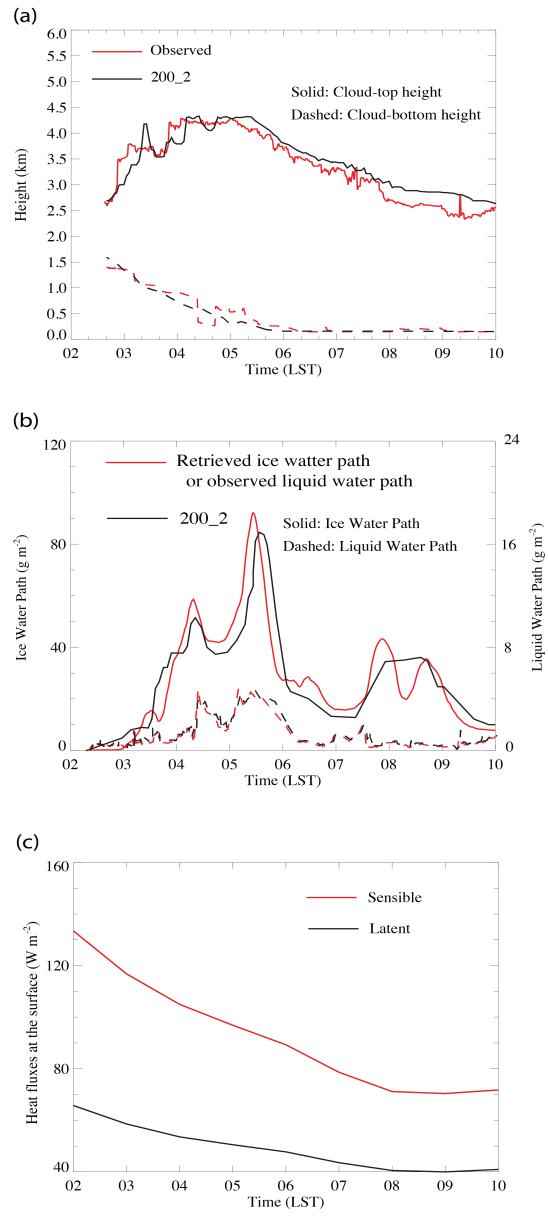 (a)
6.0
5.5
5.0
4.5
4.0
3.5
3.0
2.5
2.0
1.5
1.0
0.5
0.0
Height (km)
Observed
200_2
Solid: Cloud-top height
Dashed: Cloud-bottom height
02 03 04 05 06 07 08 09 10
Time (LST)
(b)
120
80
40
0
Ice Water Path (g m-2)
Retrieved ice watter path
or observed liquid water path
200_2
Solid: Ice Water Path
Dashed: Liquid Water Path
24
16
8
0
Liquid Water Path (g m-2)
02 03 04 05 06 07 08 09 10
Time (LST)
(c)
160
120
80
40
Heat fluxes at the surface (W m-2)
Sensible
Latent
02 03 04 05 06 07 08 09 10
Time (LST)